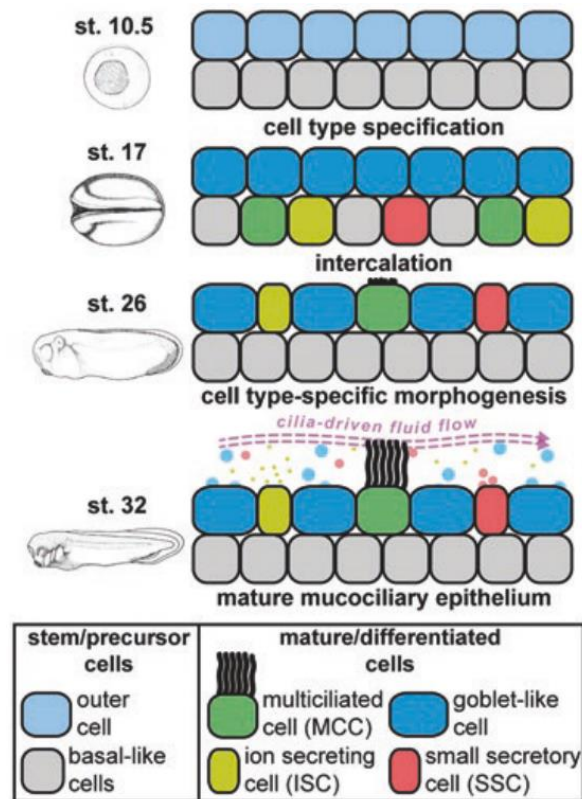 st. 10.5
cell type specification
st. 17
intercalation
st. 26
cell type-specific morphogenesis
cilia-driven fluid flow
st. 32
mature mucociliary epithelium
stem/precursor
cells
outer
cell
basal-like
cells
mature/differentiated
cells
multiciliated
cell (MCC)
goblet-like
cell
ion secreting
cell (ISC)
small secretory
cell (SSC)